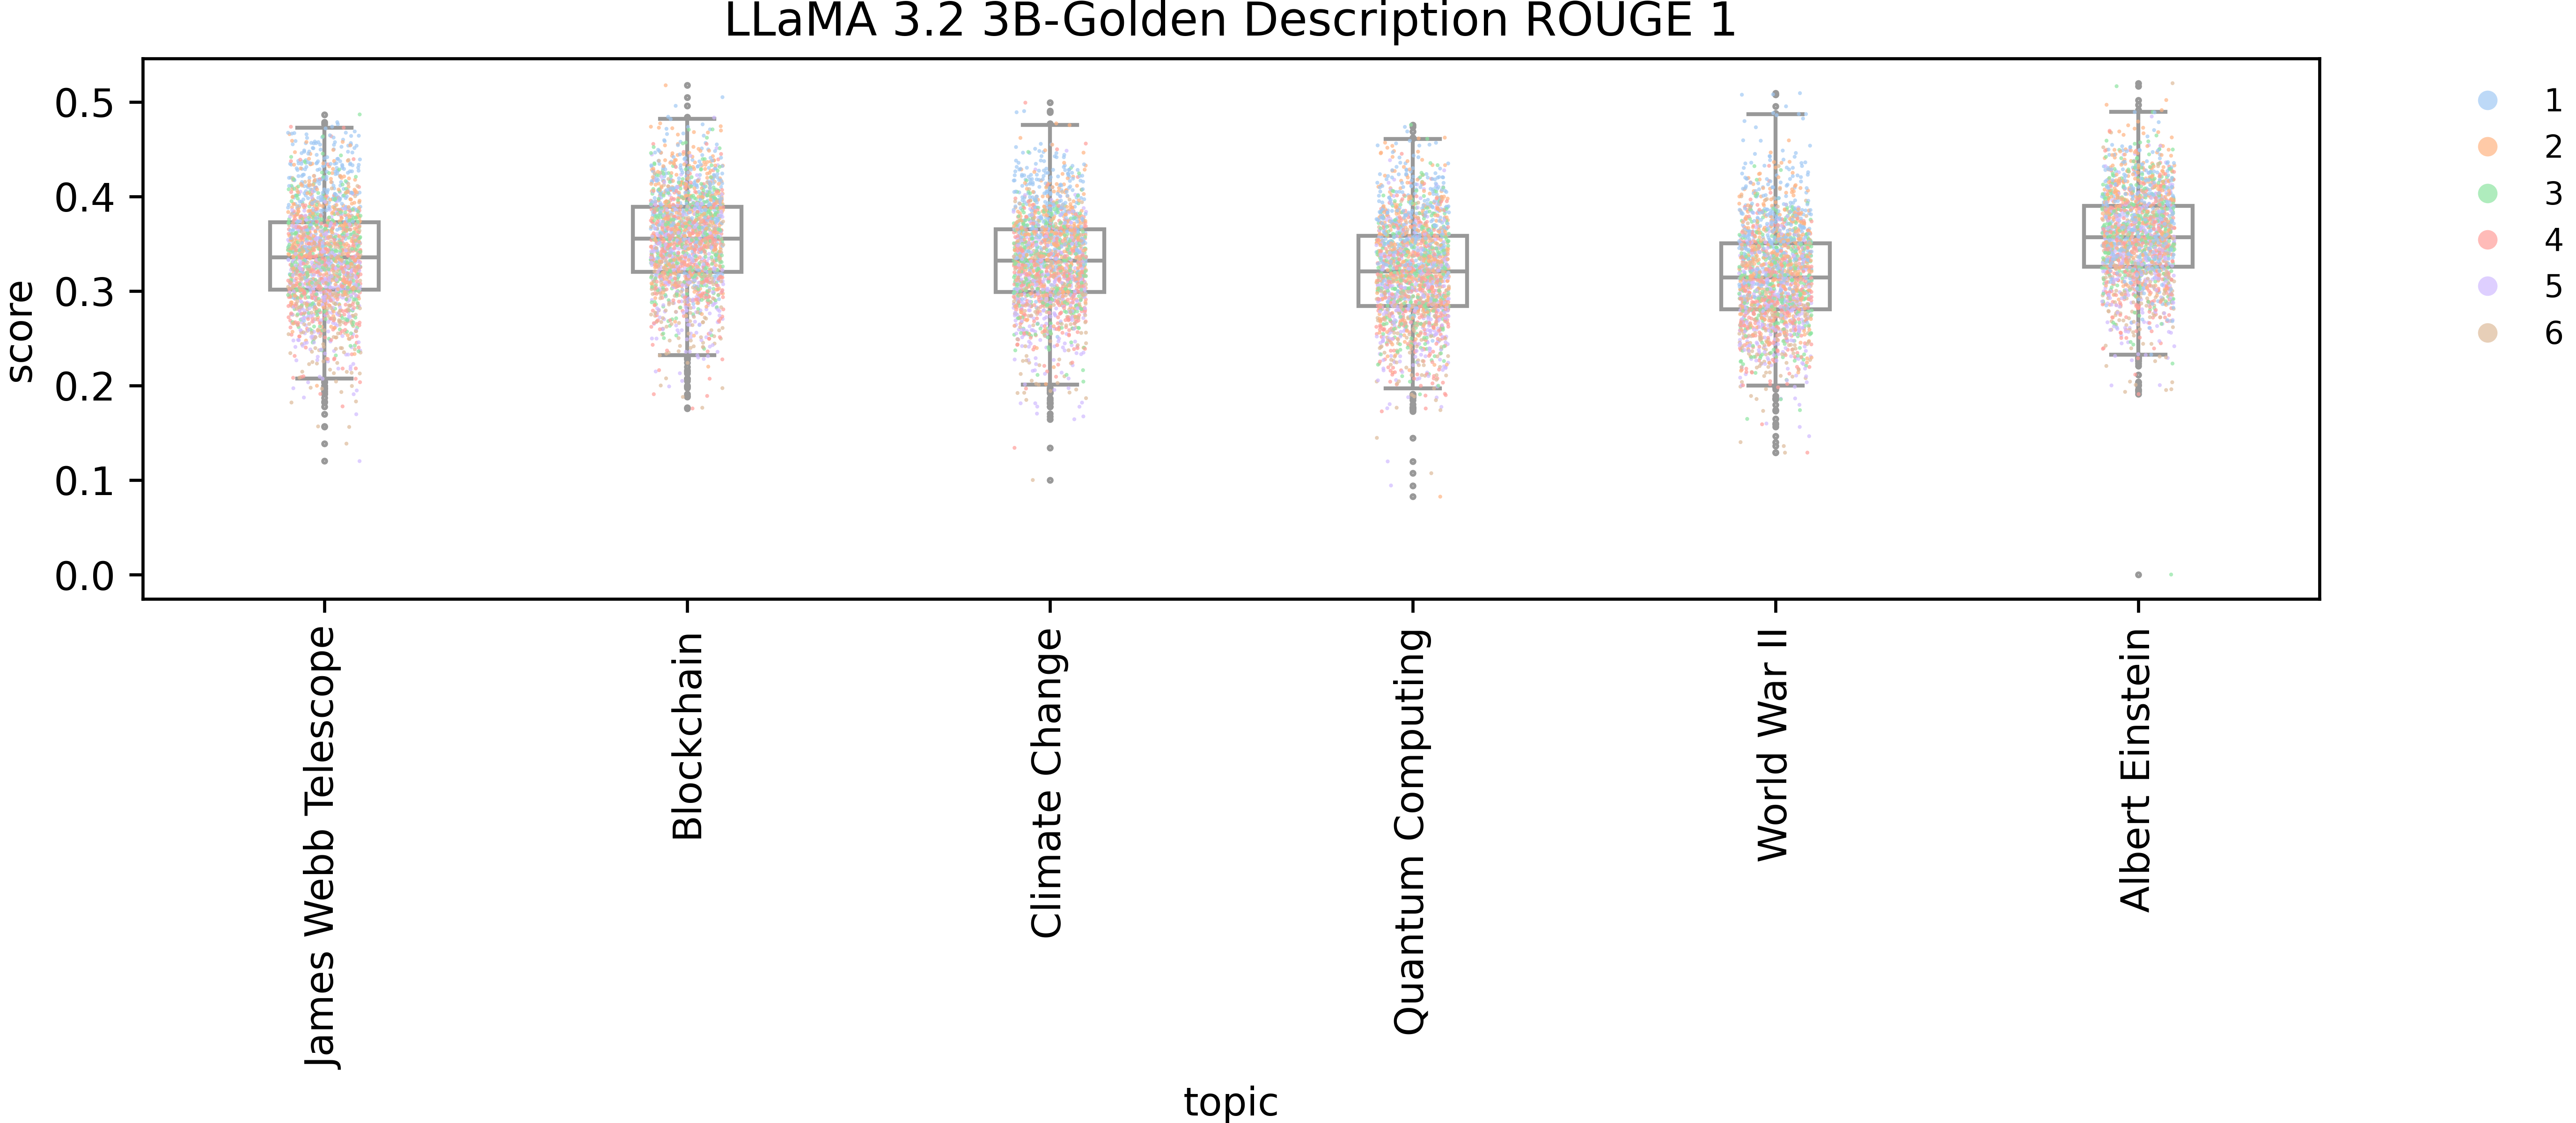 LLaMA 3.2 3B-Golden Description ROUGE 1
score
0.5
0.4
0.3
0.2
0.1
0.0
James Webb Telescope
Blockchain
Climate Change
Quantum Computing
World War II
Albert Einstein
topic
1
2
3
4
5
6